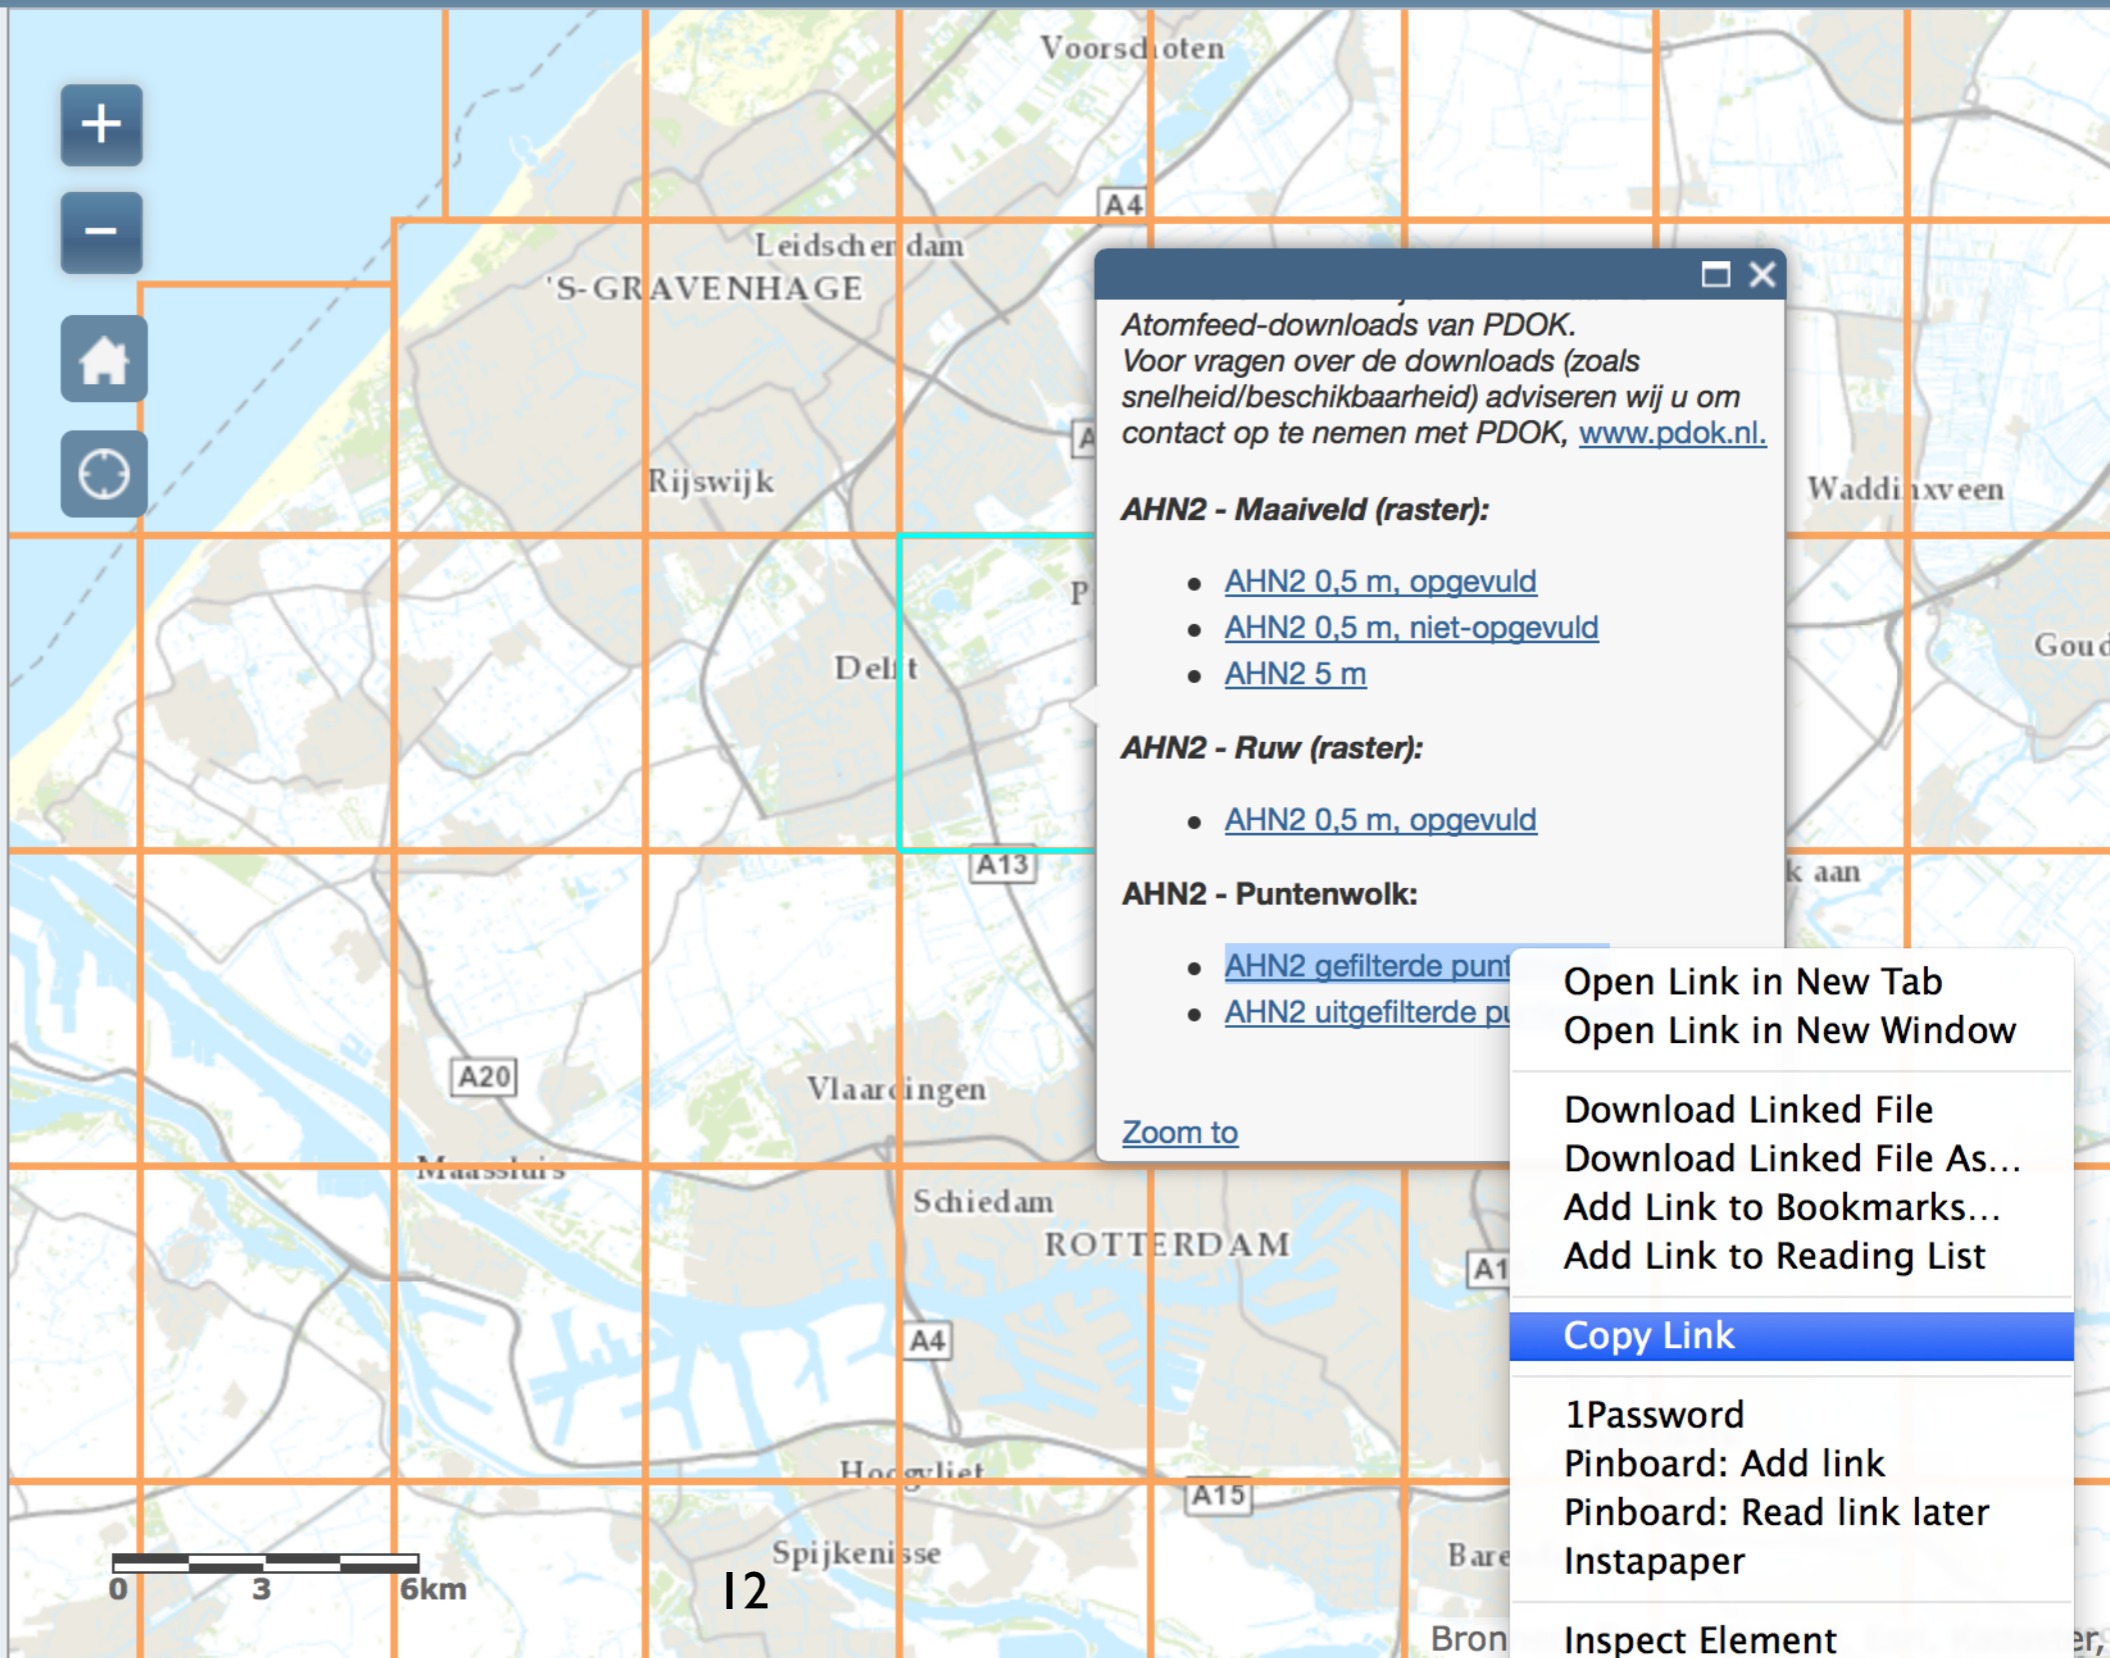 Voorschoten
A4
Leidschendam
'S-GRAVENHAGE
Atomfeed-downloads van PDOK.
Voor vragen over de downloads (zoals
snelheid/beschikbaarheid) adviseren wij u om
contact op te nemen met PDOK, www.pdok.nl.
Rijswijk
Waddinxveen
AHN2 - Maaiveld (raster):
• AHN2 0,5 m, opgevuld
• AHN2 0,5 m, niet-opgevuld
• AHN2 5 m
Delft
AHN2 - Ruw (raster):
• AHN2 0,5 m, opgevuld
A13
k aan
AHN2 - Puntenwolk:
• AHN2 gefilterde
• AHN2 uitgefilterde
Zoom to
Open Link in New Tab
Open Link in New Window
Download Linked File
Download Linked File As...
Add Link to Bookmarks...
Add Link to Reading List
Copy Link
1Password
Pinboard: Add link
Pinboard: Read link later
Instapaper
Inspect Element
A20
Vlaardingen
Maassluis
Schiedam
ROTTERDAM
A4
Hoogvliet
A15
Spijkenisse
0 3 6km
12